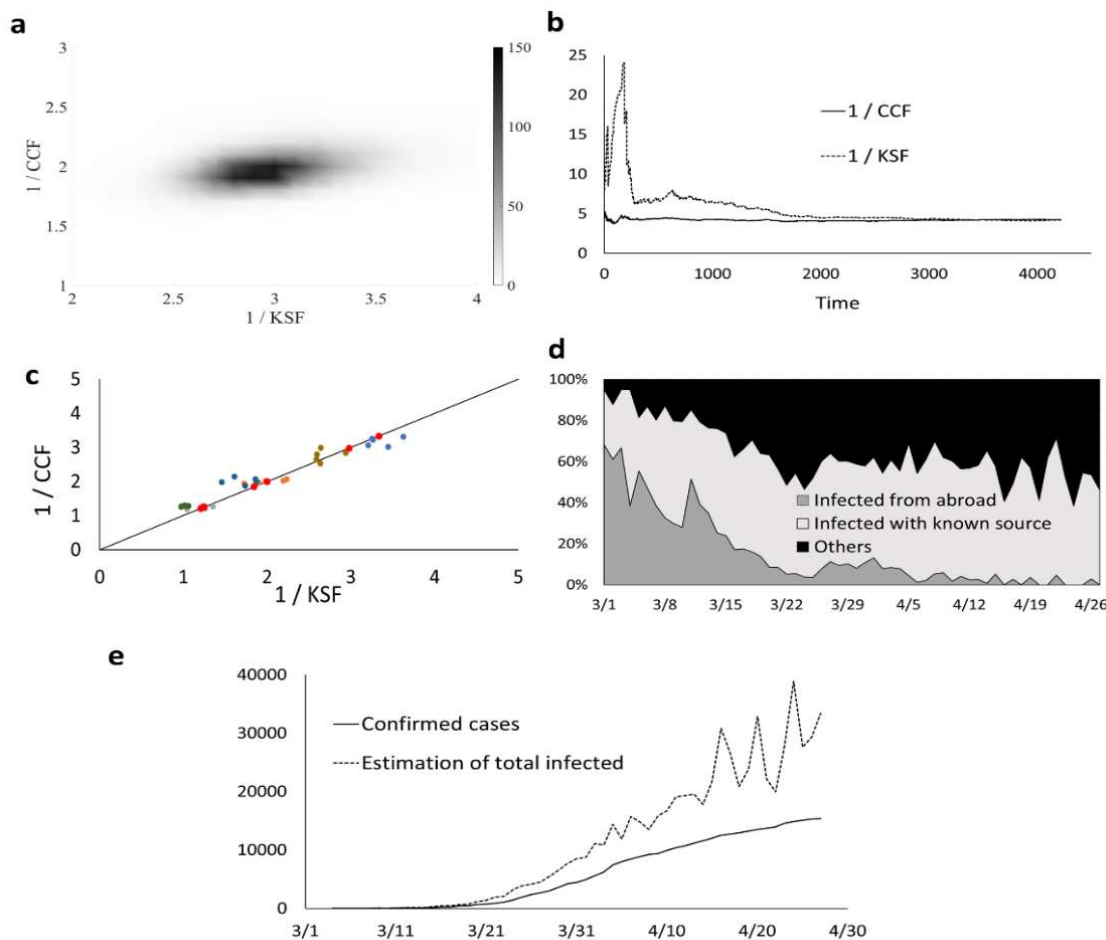 a
3
2.5
2
1.5
1
1 / CCF
2 2.5 3 3.5 4
1 / KSF
150
100
50
0
b
25
20
15
10
5
0
1 / CCF
1 / KSF
0 1000 2000 3000 4000
Time
c
5
4
3
2
1
0
1 / CCF
0 1 2 3 4 5
1 / KSF
d
100%
80%
60%
40%
20%
0%
Infected from abroad
Infected with known source
Others
3/1 3/8 3/15 3/22 3/29 4/5 4/12 4/19 4/26
e
40000
30000
20000
10000
0
Confirmed cases
Estimation of total infected
3/1 3/11 3/21 3/31 4/10 4/20 4/30